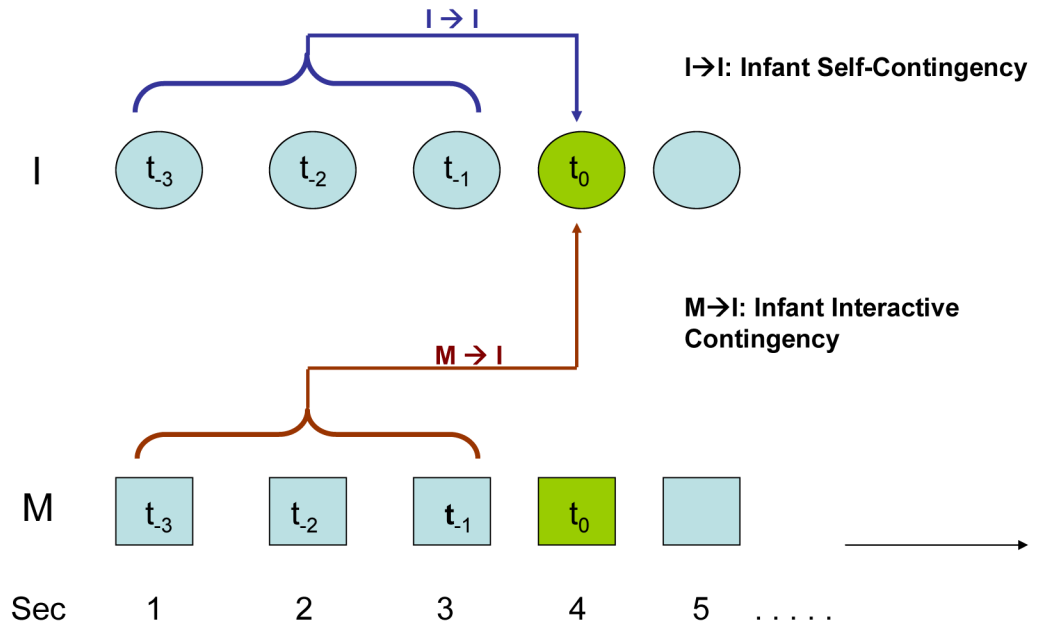 I → I
I→I: Infant Self-Contingency
I t₋₃ t₋₂ t₋₁ t₀
M→I: Infant Interactive
Contingency
M → I
M t₋₃ t₋₂ t₋₁ t₀
Sec 1 2 3 4 5 . . . . .